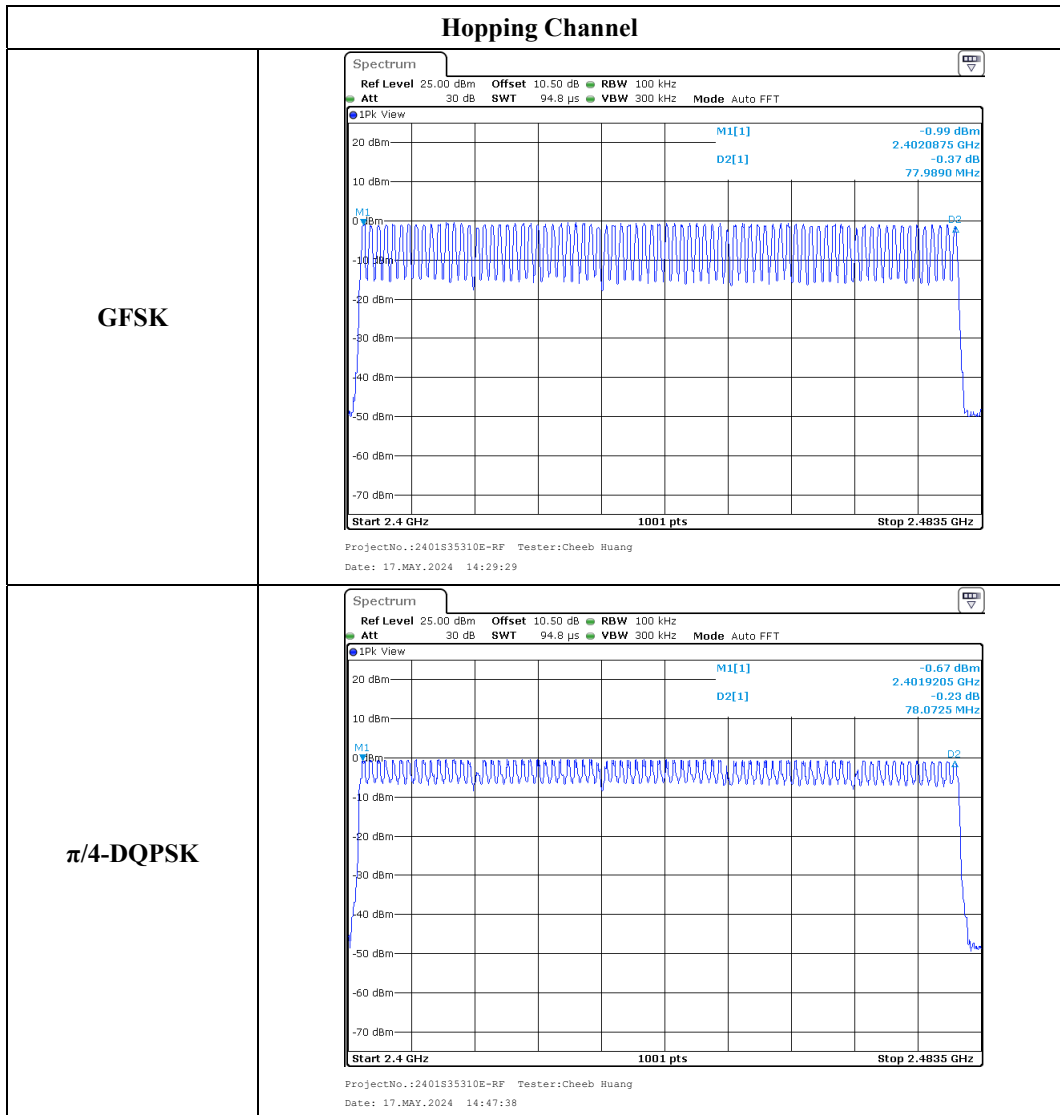 Hopping Channel
GFSK
Spectrum
Ref Level 25.00 dBm Offset 10.50 dB RBW 100 kHz
Att 30 dB SWT 94.8 µs VBW 300 kHz Mode Auto FFT
1Pk View
M1[1] -0.99 dBm
2.4020875 GHz
D2[1] -0.37 dB
77.9890 MHz
20 dBm
10 dBm
M1
D2
0 dBm
-10 dBm
-20 dBm
-30 dBm
-40 dBm
-50 dBm
-60 dBm
-70 dBm
Start 2.4 GHz 1001 pts Stop 2.4835 GHz
ProjectNo.:2401S35310E-RF Tester:Cheeb Huang
Date: 17.MAY.2024 14:29:29
π/4-DQPSK
Spectrum
Ref Level 25.00 dBm Offset 10.50 dB RBW 100 kHz
Att 30 dB SWT 94.8 µs VBW 300 kHz Mode Auto FFT
1Pk View
M1[1] -0.67 dBm
2.4019205 GHz
D2[1] -0.23 dB
78.0725 MHz
20 dBm
10 dBm
M1
D2
0 dBm
-10 dBm
-20 dBm
-30 dBm
-40 dBm
-50 dBm
-60 dBm
-70 dBm
Start 2.4 GHz 1001 pts Stop 2.4835 GHz
ProjectNo.:2401S35310E-RF Tester:Cheeb Huang
Date: 17.MAY.2024 14:47:38